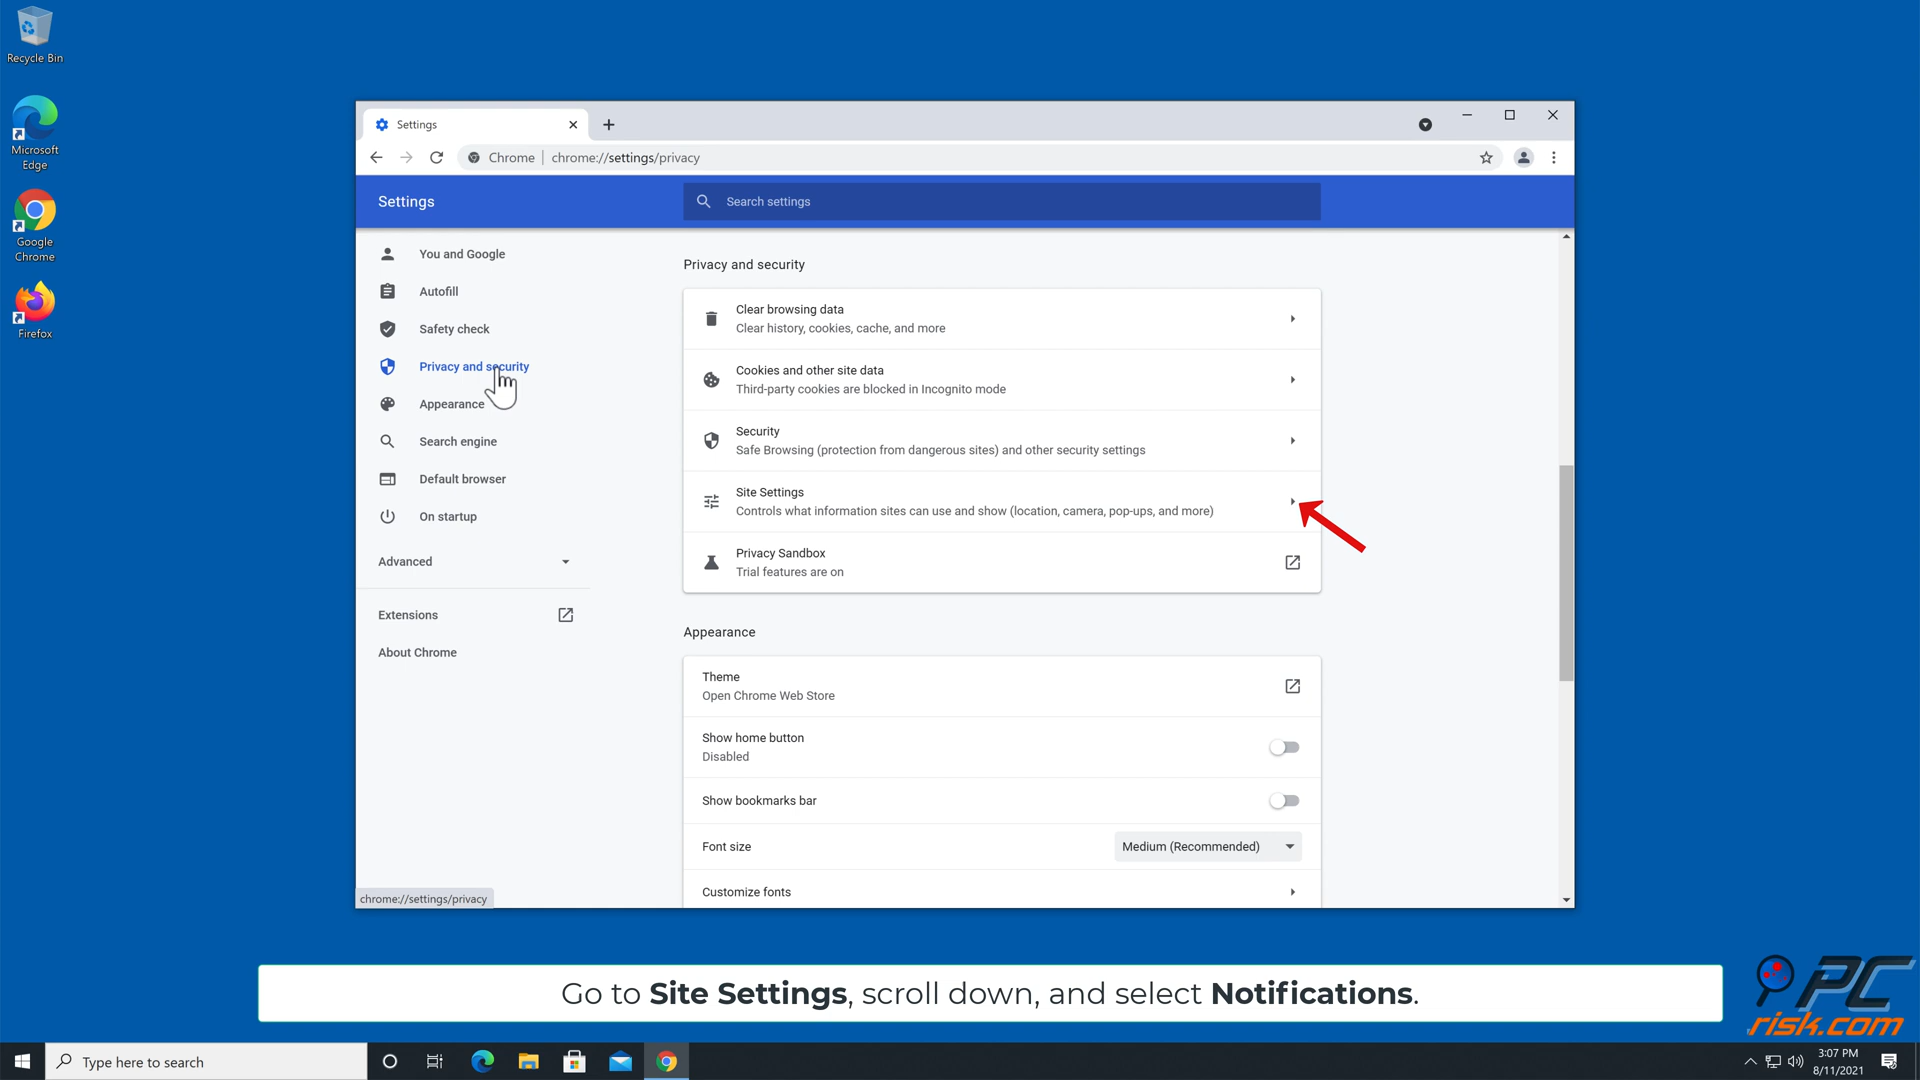 Recycle Bin
Microsoft
Edge
Google
Chrome
Firefox
Settings
Chrome | chrome://settings/privacy
Settings
Search settings
You and Google
Autofill
Safety check
Privacy and security
Appearance
Search engine
Default browser
On startup
Advanced
Extensions
About Chrome
chrome://settings/privacy
Privacy and security
Clear browsing data
Clear history, cookies, cache, and more
Cookies and other site data
Third-party cookies are blocked in Incognito mode
Security
Safe Browsing (protection from dangerous sites) and other security settings
Site Settings
Controls what information sites can use and show (location, camera, pop-ups, and more)
Privacy Sandbox
Trial features are on
Appearance
Theme
Open Chrome Web Store
Show home button
Disabled
Show bookmarks bar
Font size
Medium (Recommended)
Customize fonts
Go to Site Settings, scroll down, and select Notifications.
PC
risk.com
Type here to search
3:07 PM
8/11/2021